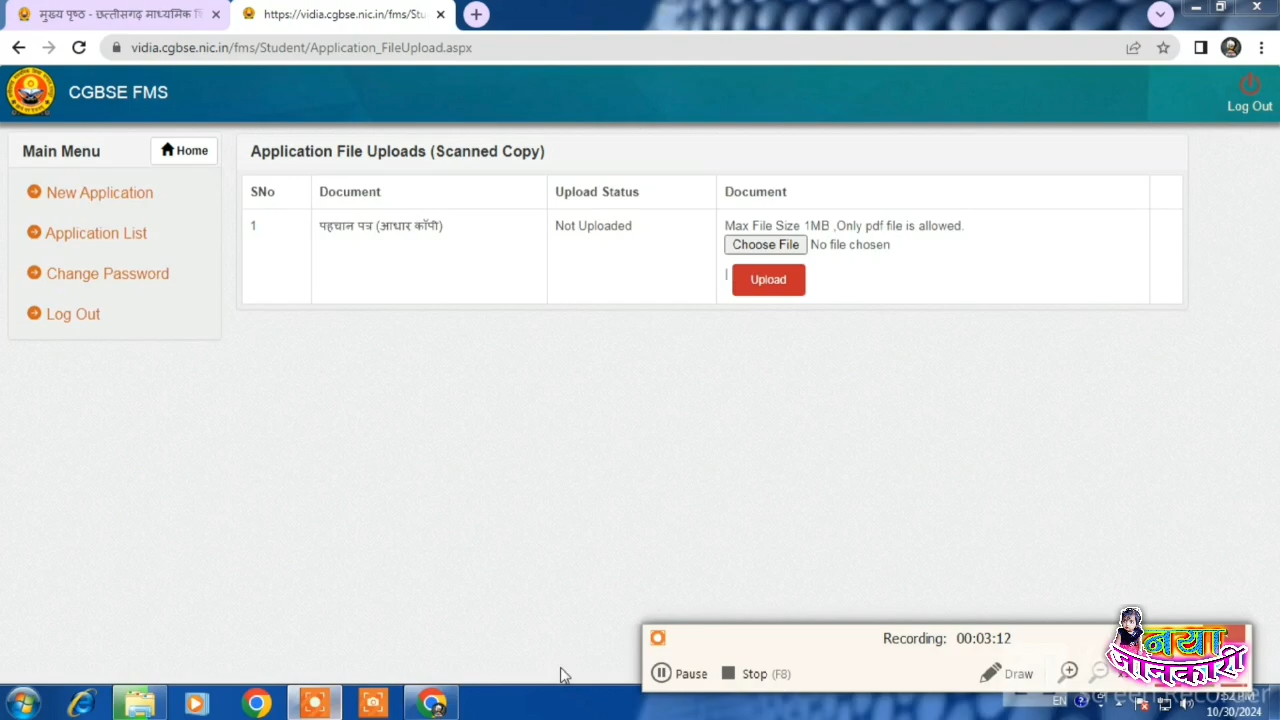 मुख्य पृष्ठ - छत्तीसगढ़ माध्यमिक
https://vidia.cgbse.nic.in/fms/Stu
vidia.cgbse.nic.in/fms/Student/Application_FileUpload.aspx
CGBSE FMS
Log Out
Main Menu
Home
Application File Uploads (Scanned Copy)
New Application
Application List
Change Password
Log Out
SNo Document Upload Status Document
1 पहचान पत्र (आधार कॉपी) Not Uploaded Max File Size 1MB ,Only pdf file is allowed.
Choose File No file chosen
| Upload
Recording: 00:03:12
Pause Stop (F8) Draw
नया
जानकारी
Screen Recorder
EN
10/30/2024